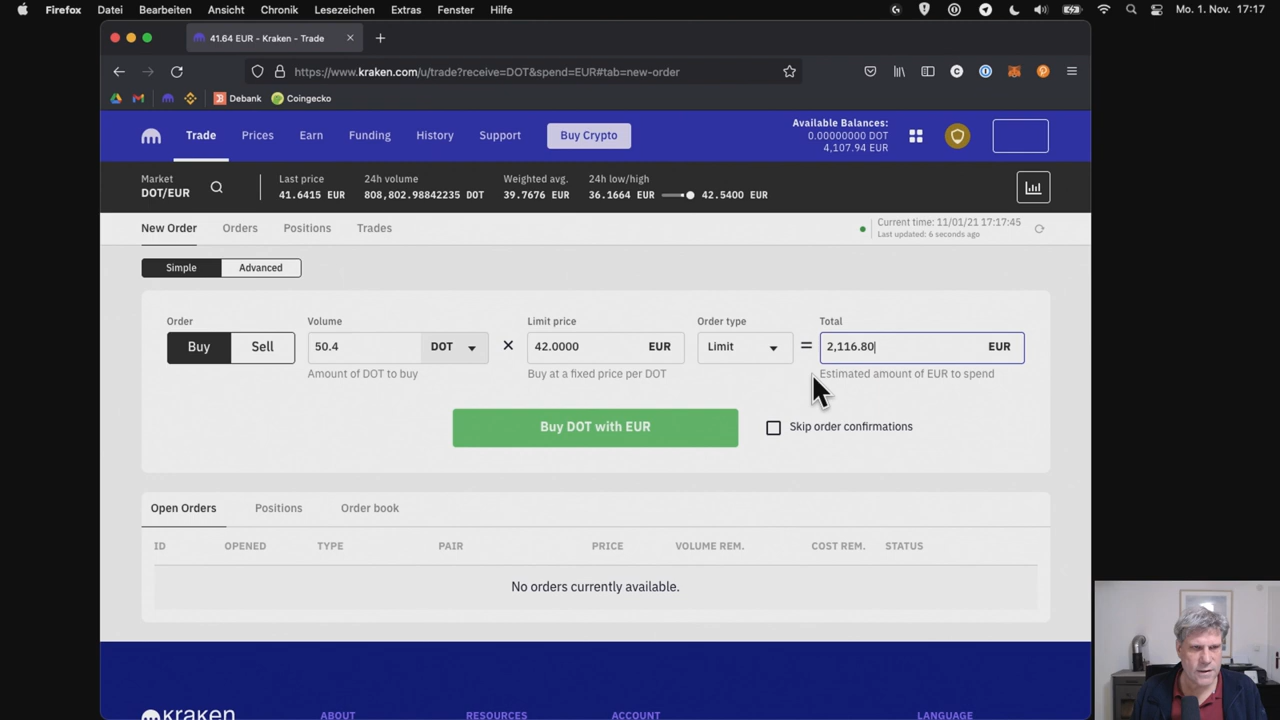 Firefox Datei Bearbeiten Ansicht Chronik Lesezeichen Extras Fenster Hilfe Mo. 1. Nov. 17:17
41.64 EUR - Kraken - Trade
https://www.kraken.com/u/trade?receive=DOT&spend=EUR#tab=new-order
Debank Coingecko
Trade Prices Earn Funding History Support Buy Crypto
Available Balances:
0.00000000 DOT
4,107.94 EUR
Market Last price 24h volume Weighted avg. 24h low/high
DOT/EUR 41.6415 EUR 808,802.98842235 DOT 39.7676 EUR 36.1664 EUR 42.5400 EUR
New Order Orders Positions Trades
Current time: 11/01/21 17:17:45
Last updated: 6 seconds ago
Simple Advanced
Order Volume Limit price Order type Total
Buy Sell 50.4 DOT × 42.0000 EUR Limit = 2,116.80 EUR
Amount of DOT to buy Buy at a fixed price per DOT Estimated amount of EUR to spend
Buy DOT with EUR Skip order confirmations
Open Orders Positions Order book
ID OPENED TYPE PAIR PRICE VOLUME REM. COST REM. STATUS
No orders currently available.
kraken ABOUT RESOURCES ACCOUNT LANGUAGE